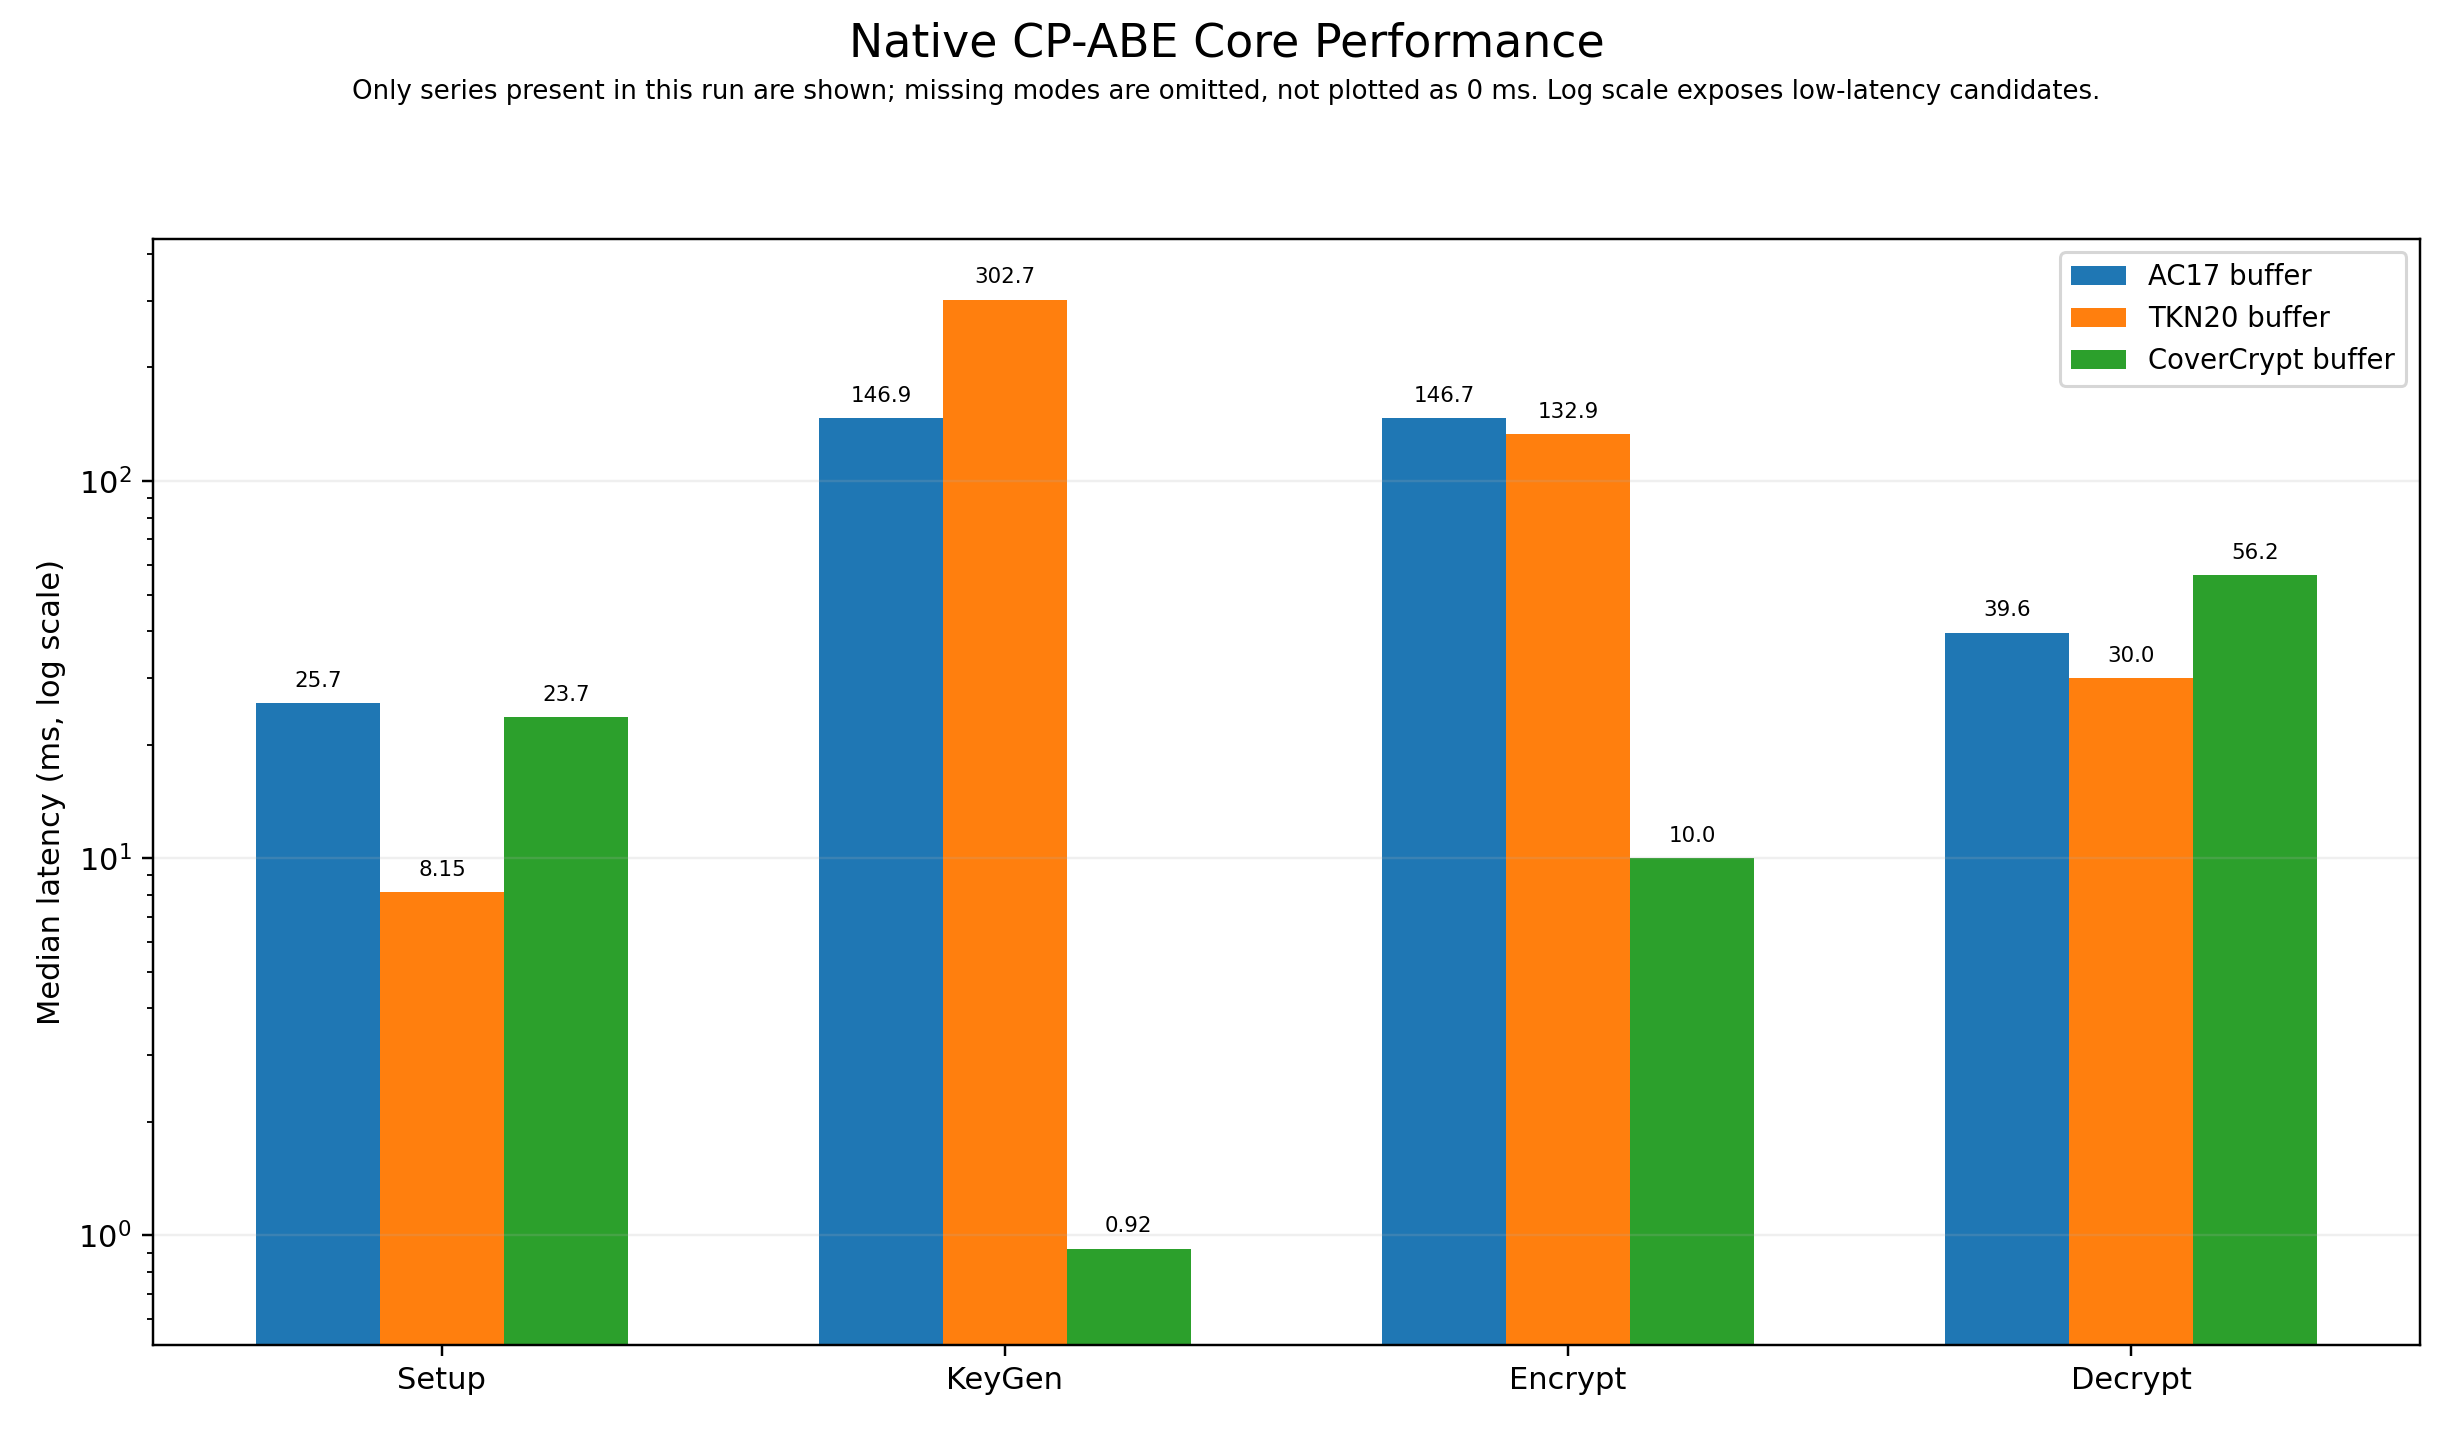 Native CP-ABE Core Performance
Only series present in this run are shown; missing modes are omitted, not plotted as 0 ms. Log scale exposes low-latency candidates.
AC17 buffer
TKN20 buffer
CoverCrypt buffer
Median latency (ms, log scale)
10²
10¹
10⁰
25.7
8.15
23.7
146.9
302.7
0.92
146.7
132.9
10.0
39.6
30.0
56.2
Setup
KeyGen
Encrypt
Decrypt